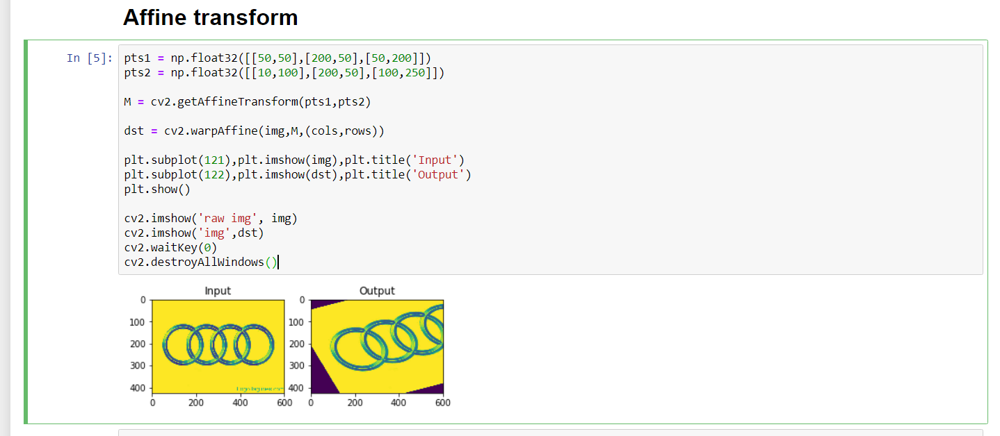 Affine transform
In [5]:
pts1 = np.float32([[50,50],[200,50],[50,200]])
pts2 = np.float32([[10,100],[200,50],[100,250]])
M = cv2.getAffineTransform(pts1,pts2)
dst = cv2.warpAffine(img,M,(cols,rows))
plt.subplot(121),plt.imshow(img),plt.title('Input')
plt.subplot(122),plt.imshow(dst),plt.title('Output')
plt.show()
cv2.imshow('raw img', img)
cv2.imshow('img',dst)
cv2.waitKey(0)
cv2.destroyAllWindows()
Input
0
100
200
300
400
0 200 400 600
Output
0
100
200
300
400
0 200 400 600